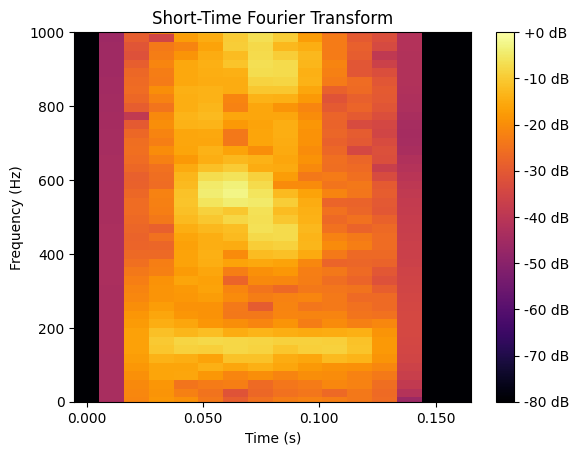 Short-Time Fourier Transform
1000
800
600
400
200
0
Frequency (Hz)
0.000
0.050
0.100
0.150
Time (s)
+0 dB
-10 dB
-20 dB
-30 dB
-40 dB
-50 dB
-60 dB
-70 dB
-80 dB